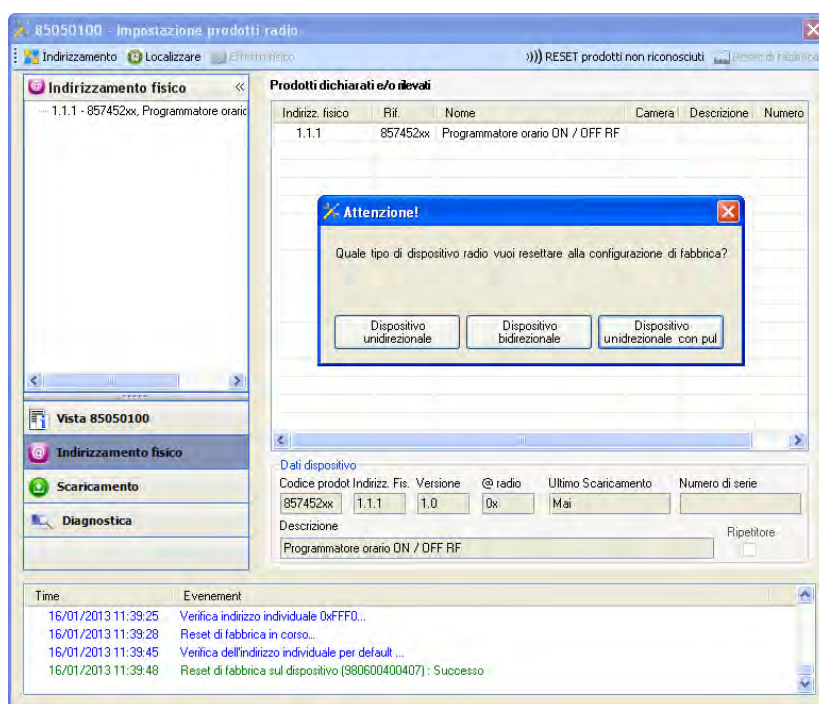 85050100 - Impostazione prodotti radio
Indirizzamento Localizzare Effetto fisico ))) RESET prodotti non riconosciuti Reset di fabbrica
Indirizzamento fisico «
1.1.1 - 857452xx, Programmatore orario
Vista 85050100
Indirizzamento fisico
Scaricamento
Diagnostica
Prodotti dichiarati e/o rilevati
Indirizz. fisico Rif. Nome Camera Descrizione Numero
1.1.1 857452xx Programmatore orario ON / OFF RF
Attenzione!
Quale tipo di dispositivo radio vuoi resettare alla configurazione di fabbrica?
Dispositivo
unidirezionale
Dispositivo
bidirezionale
Dispositivo
unidrezionale con pul
Dati dispositivo
Codice prodot Indirizz. Fis. Versione @ radio Ultimo Scaricamento Numero di serie
857452xx 1.1.1 1.0 0x Mai
Descrizione
Ripetitore
Programmatore orario ON / OFF RF
Time Evenement
16/01/2013 11:39:25 Verifica indirizzo individuale 0xFFF0...
16/01/2013 11:39:28 Reset di fabbrica in corso...
16/01/2013 11:39:45 Verifica dell'indirizzo individuale per default ...
16/01/2013 11:39:48 Reset di fabbrica sul dispositivo (980600400407) : Successo